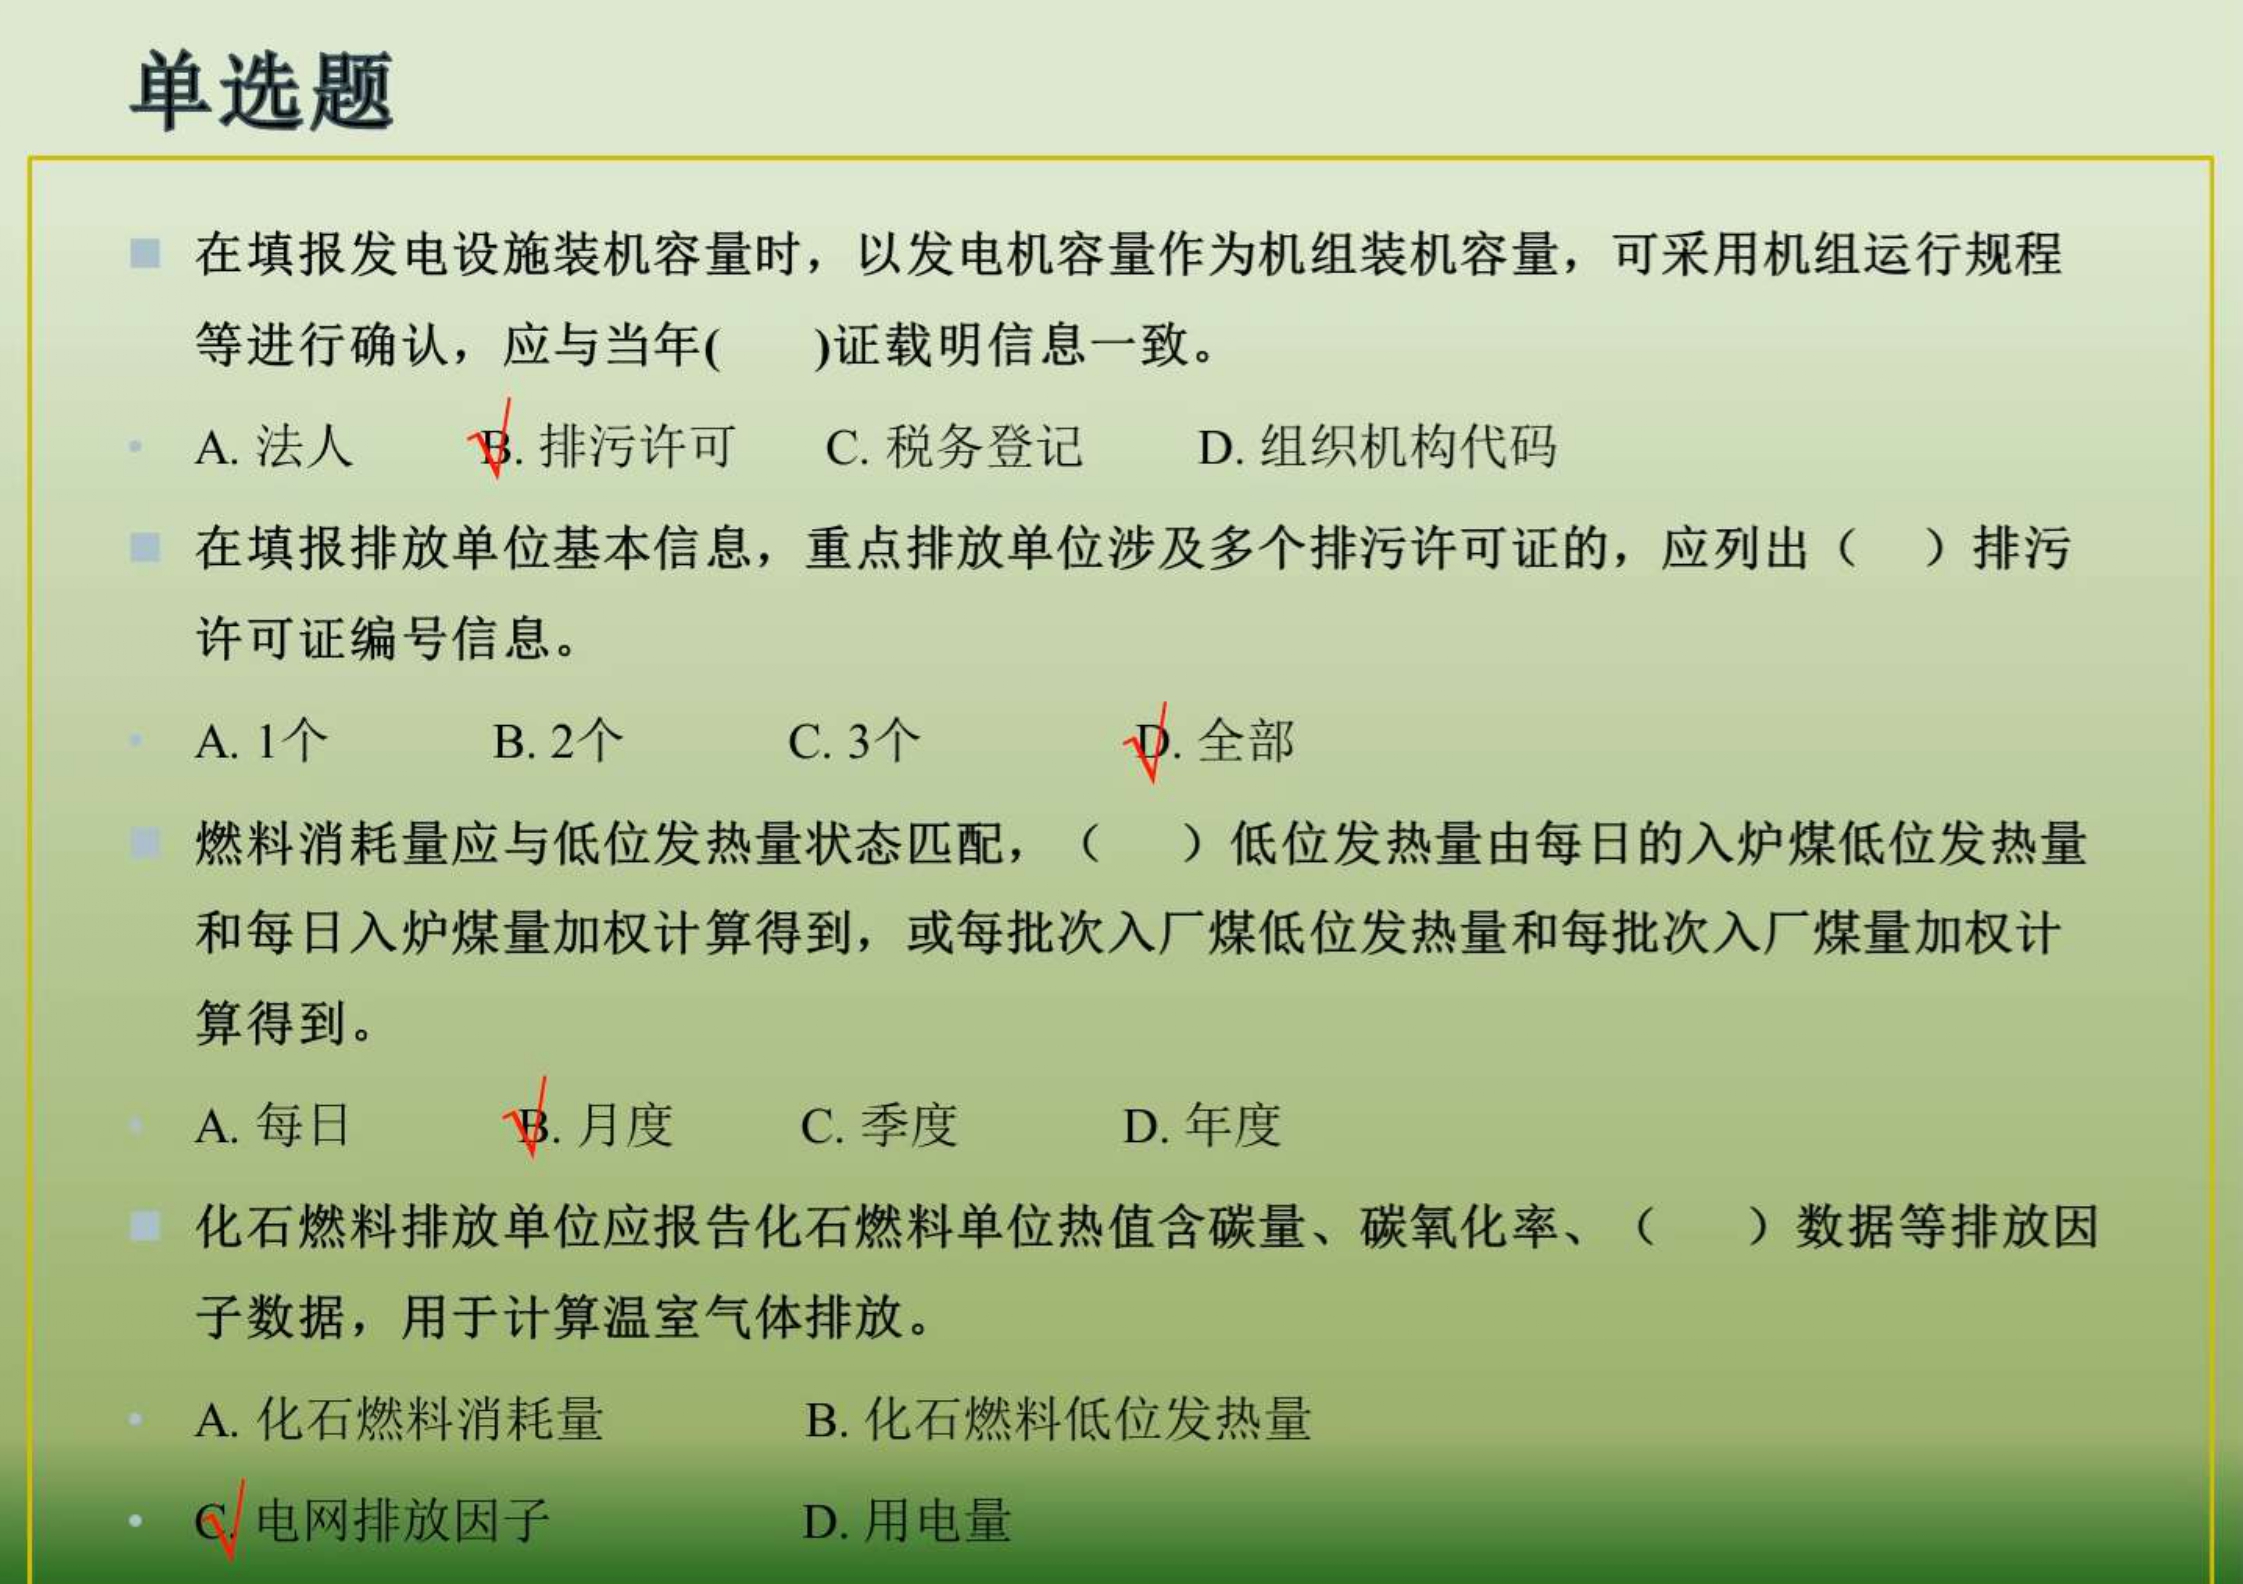 单选题
在填报发电设施装机容量时，以发电机容量作为机组装机容量，可采用机组运行规程
等进行确认，应与当年(    )证载明信息一致。
A. 法人 B. 排污许可 C. 税务登记 D. 组织机构代码
在填报排放单位基本信息，重点排放单位涉及多个排污许可证的，应列出（ ）排污
许可证编号信息。
A. 1个 B. 2个 C. 3个 D. 全部
燃料消耗量应与低位发热量状态匹配，（ ）低位发热量由每日的入炉煤低位发热量
和每日入炉煤量加权计算得到，或每批次入厂煤低位发热量和每批次入厂煤量加权计
算得到。
A. 每日 B. 月度 C. 季度 D. 年度
化石燃料排放单位应报告化石燃料单位热值含碳量、碳氧化率、（ ）数据等排放因
子数据，用于计算温室气体排放。
A. 化石燃料消耗量 B. 化石燃料低位发热量
C. 电网排放因子 D. 用电量